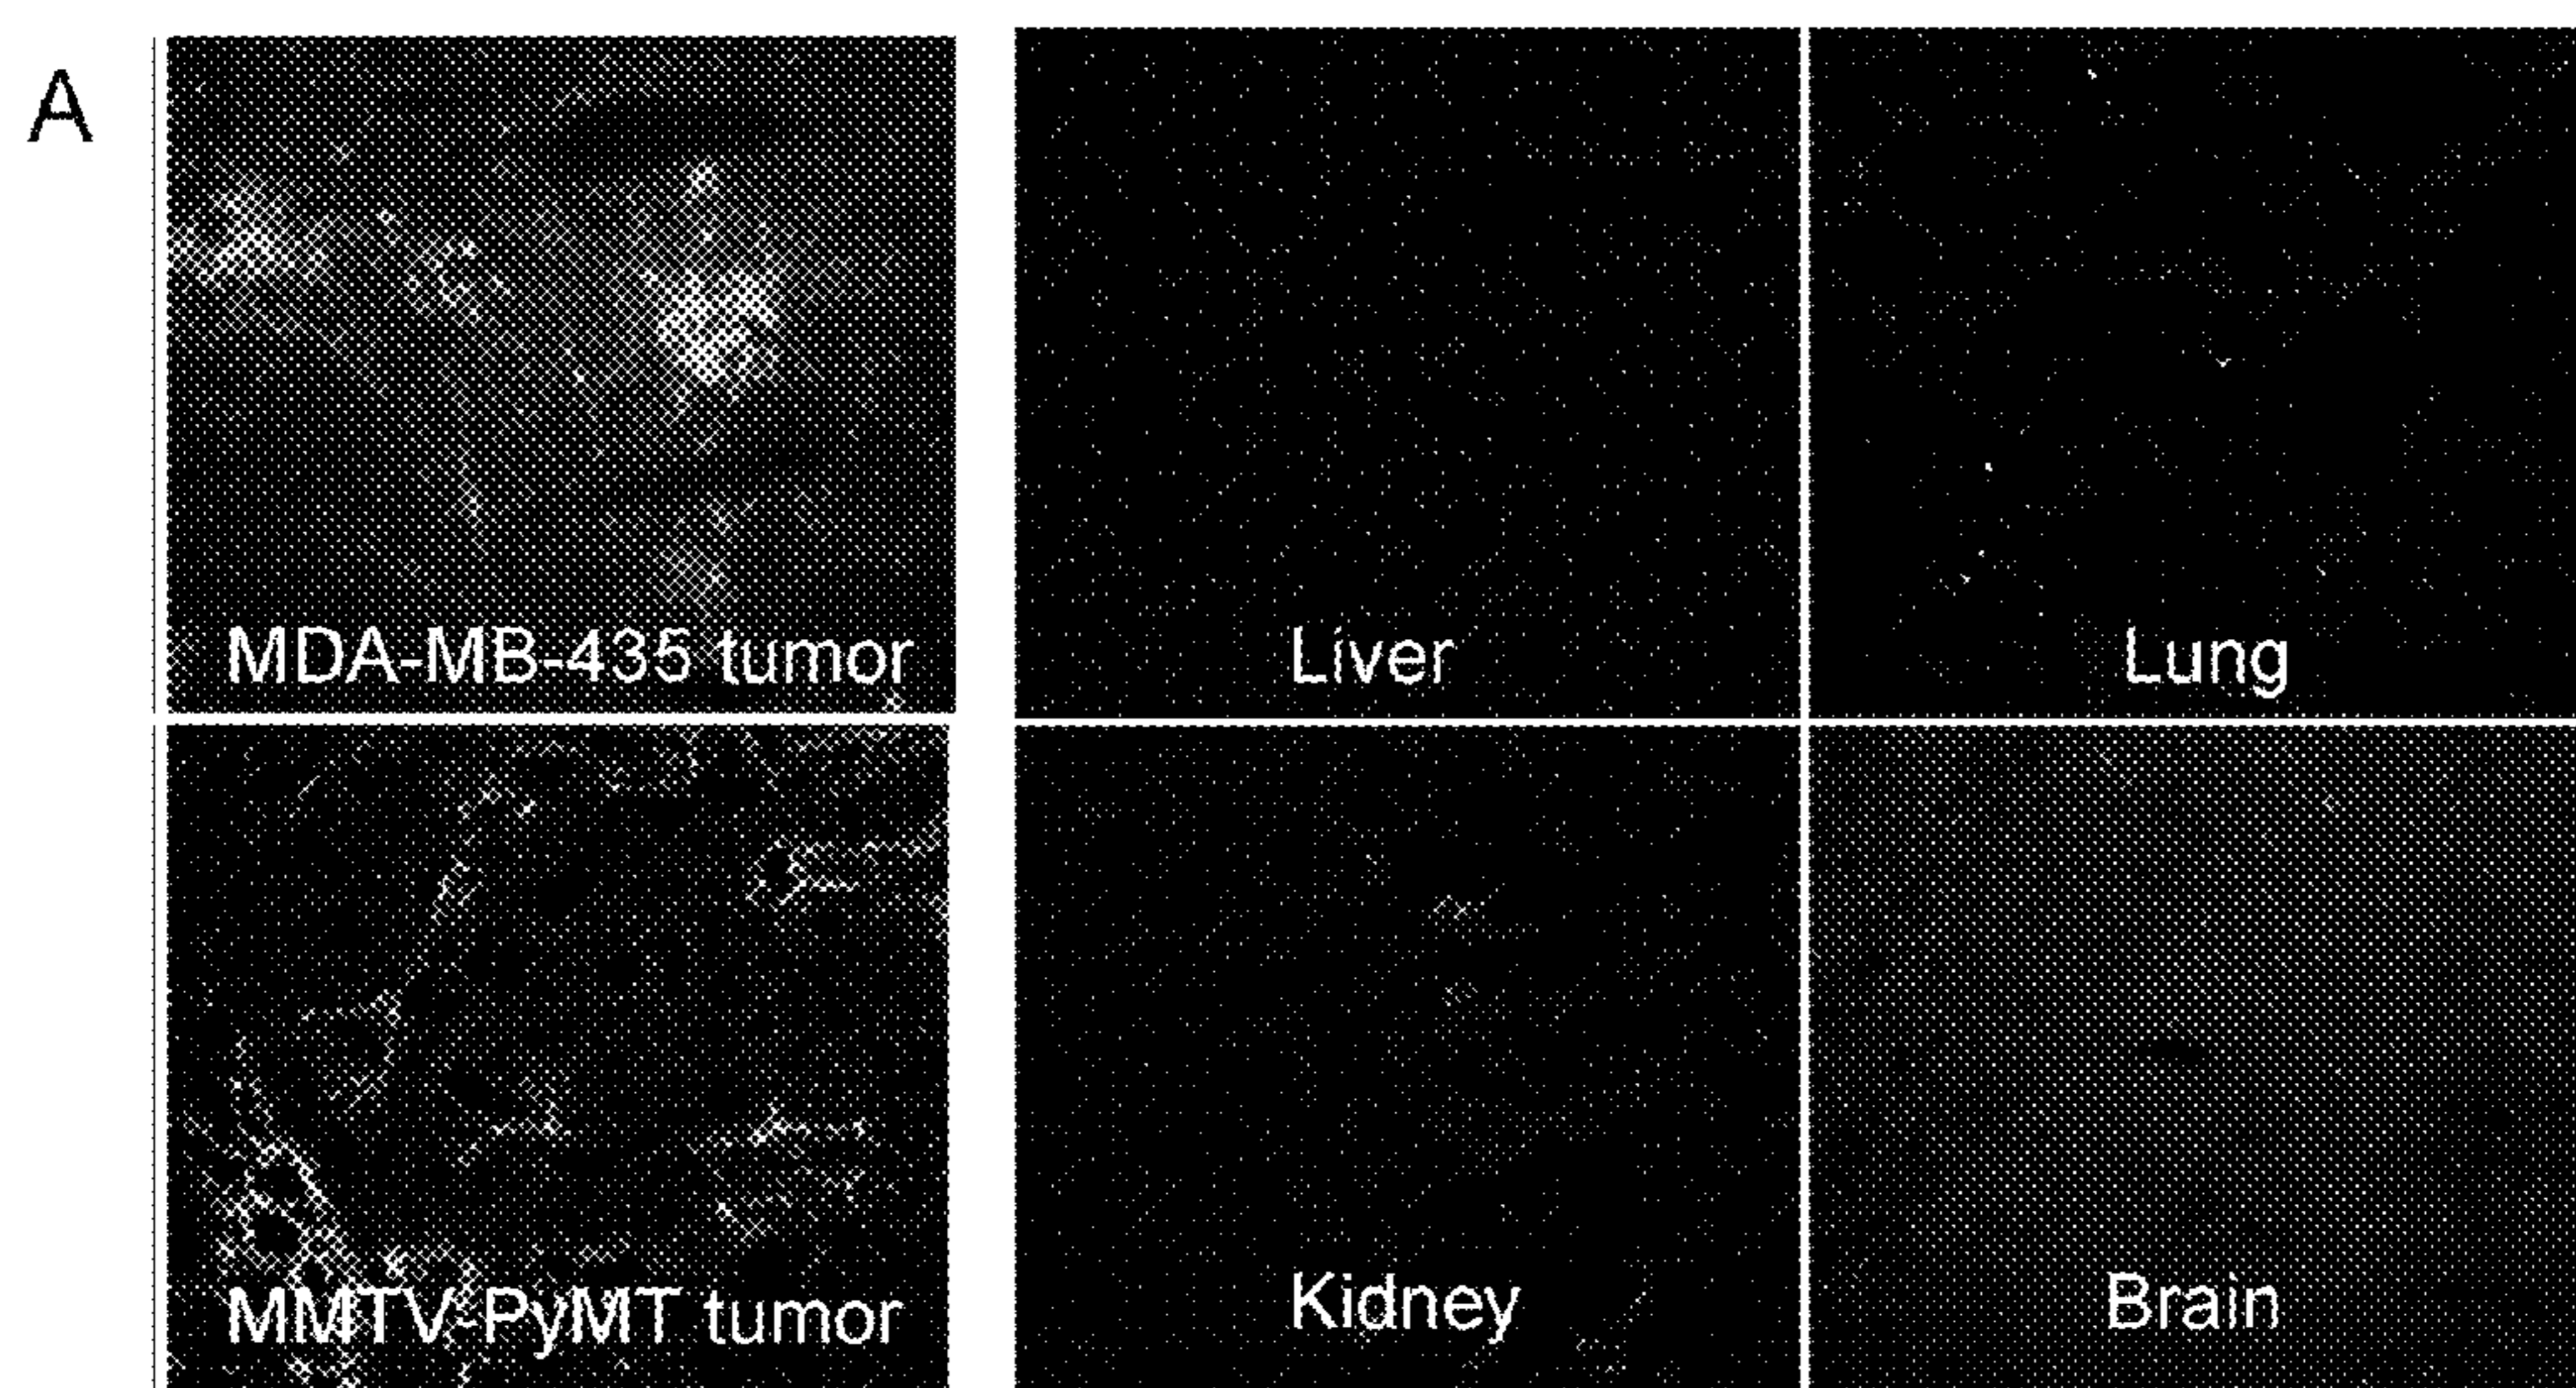 A
MDA-MB-435 tumor
Liver
Lung
MMTV-PyMT tumor
Kidney
Brain